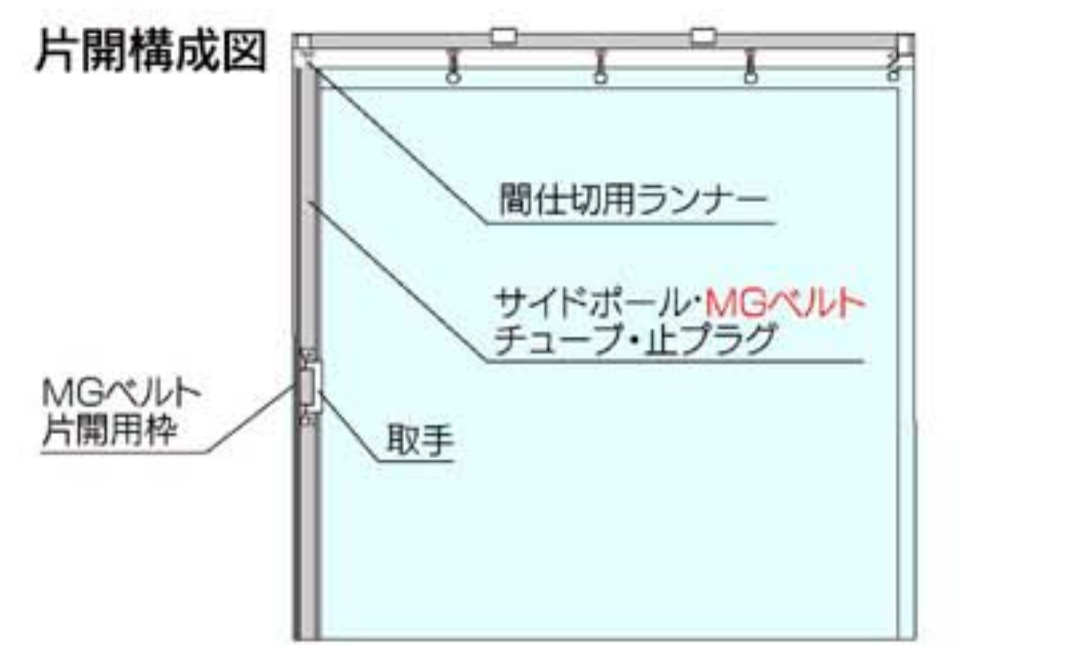 片開構成図
間仕切用ランナー
サイドポール・MGベルト
チューブ・止プラグ
MGベルト
片開用枠
取手